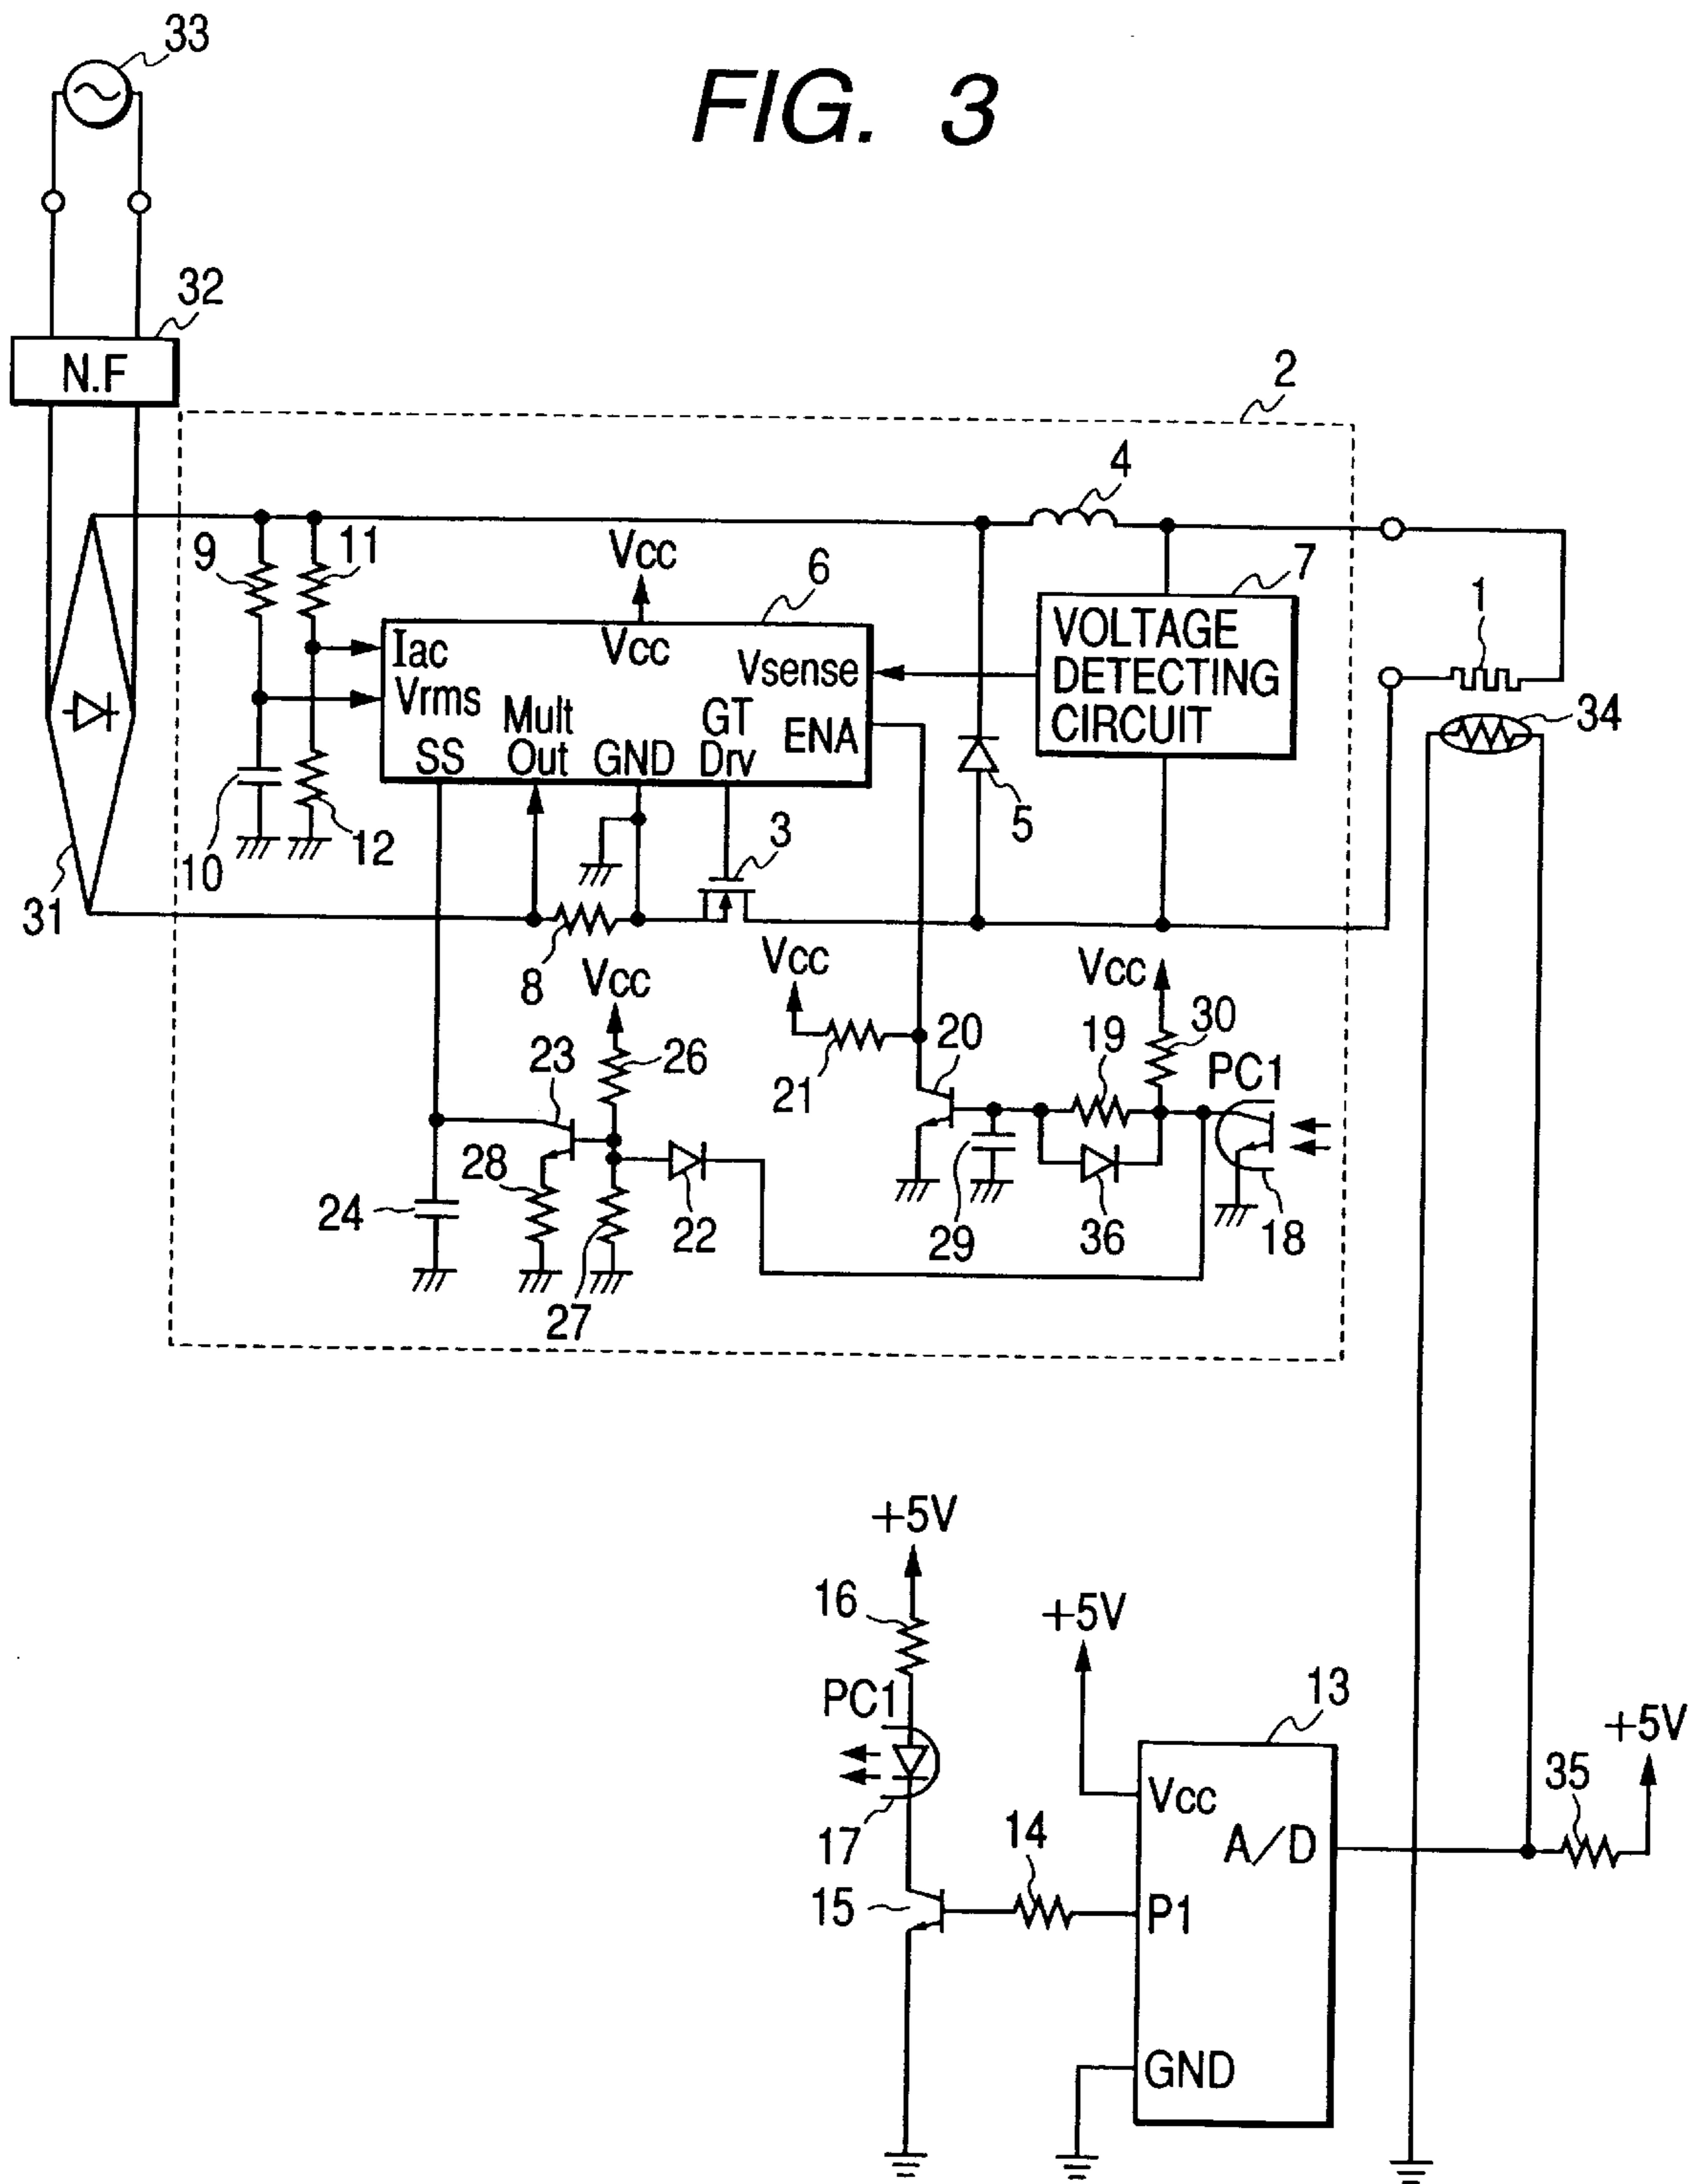 FIG. 3
33
32
N.F
2
4
9
11
Vcc
6
7
1
Iac
Vcc
Vsense
VOLTAGE
DETECTING
CIRCUIT
34
Vrms
Mult
Out
GT
Drv
ENA
SS
GND
10
12
3
5
31
8
Vcc
Vcc
Vcc
23
26
21
20
19
30
PC1
24
28
27
22
29
36
18
+5V
16
+5V
PC1
13
+5V
17
14
Vcc
A/D
35
15
P1
GND